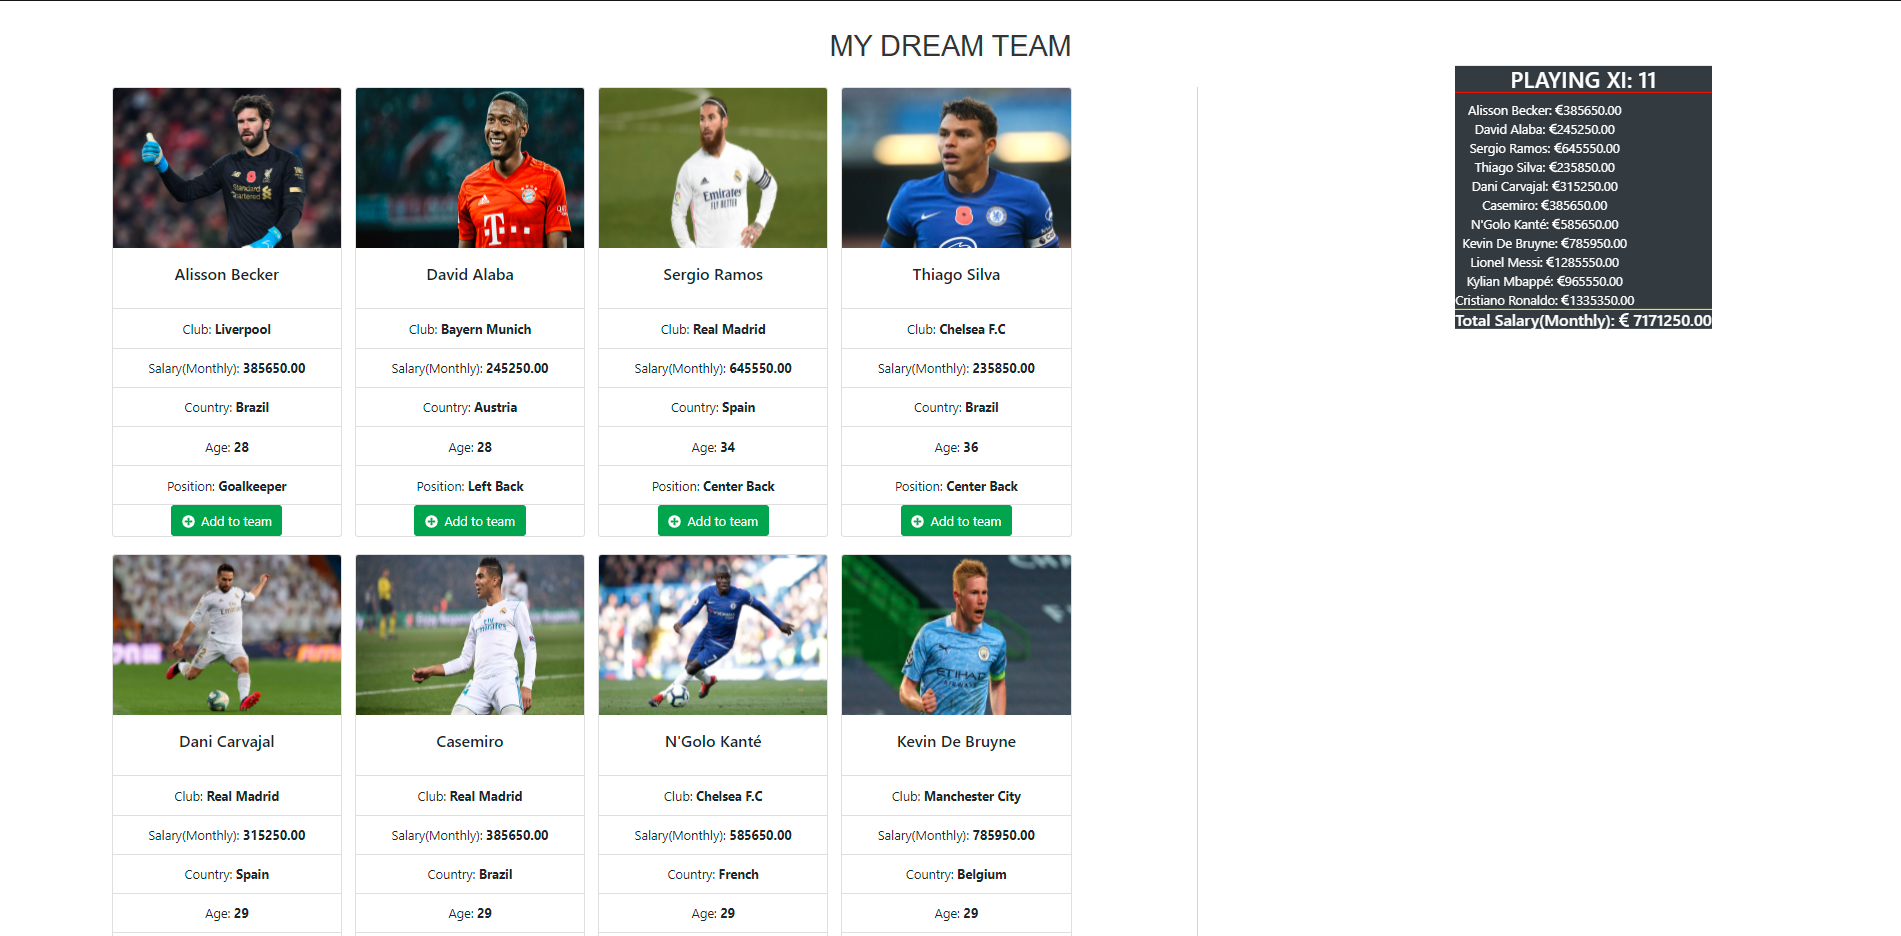 MY DREAM TEAM
Alisson Becker
Club: Liverpool
Salary(Monthly): 385650.00
Country: Brazil
Age: 28
Position: Goalkeeper
Add to team
David Alaba
Club: Bayern Munich
Salary(Monthly): 245250.00
Country: Austria
Age: 28
Position: Left Back
Add to team
Emirates
FLY BETTER
Sergio Ramos
Club: Real Madrid
Salary(Monthly): 645550.00
Country: Spain
Age: 34
Position: Center Back
Add to team
Thiago Silva
Club: Chelsea F.C
Salary(Monthly): 235850.00
Country: Brazil
Age: 36
Position: Center Back
Add to team
Dani Carvajal
Club: Real Madrid
Salary(Monthly): 315250.00
Country: Spain
Age: 29
Casemiro
Club: Real Madrid
Salary(Monthly): 385650.00
Country: Brazil
Age: 29
N'Golo Kanté
Club: Chelsea F.C
Salary(Monthly): 585650.00
Country: French
Age: 29
ETIHAD
AIRWAYS
Kevin De Bruyne
Club: Manchester City
Salary(Monthly): 785950.00
Country: Belgium
Age: 29
PLAYING XI: 11
Alisson Becker: €385650.00
David Alaba: €245250.00
Sergio Ramos: €645550.00
Thiago Silva: €235850.00
Dani Carvajal: €315250.00
Casemiro: €385650.00
N'Golo Kanté: €585650.00
Kevin De Bruyne: €785950.00
Lionel Messi: €1285550.00
Kylian Mbappé: €965550.00
Cristiano Ronaldo: €1335350.00
Total Salary(Monthly): € 7171250.00